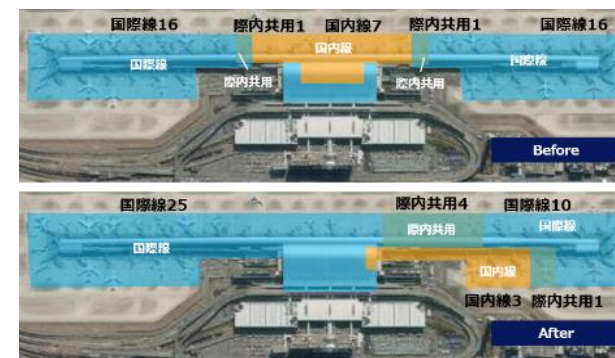 国際線16 際内共用1 国内線7 際内共用1 国際線16
国内線
国際線 国際線
際内共用 際内共用
Before
国際線25 際内共用4 国際線10
際内共用 国際線
国際線
国内線
国内線3 際内共用1
After